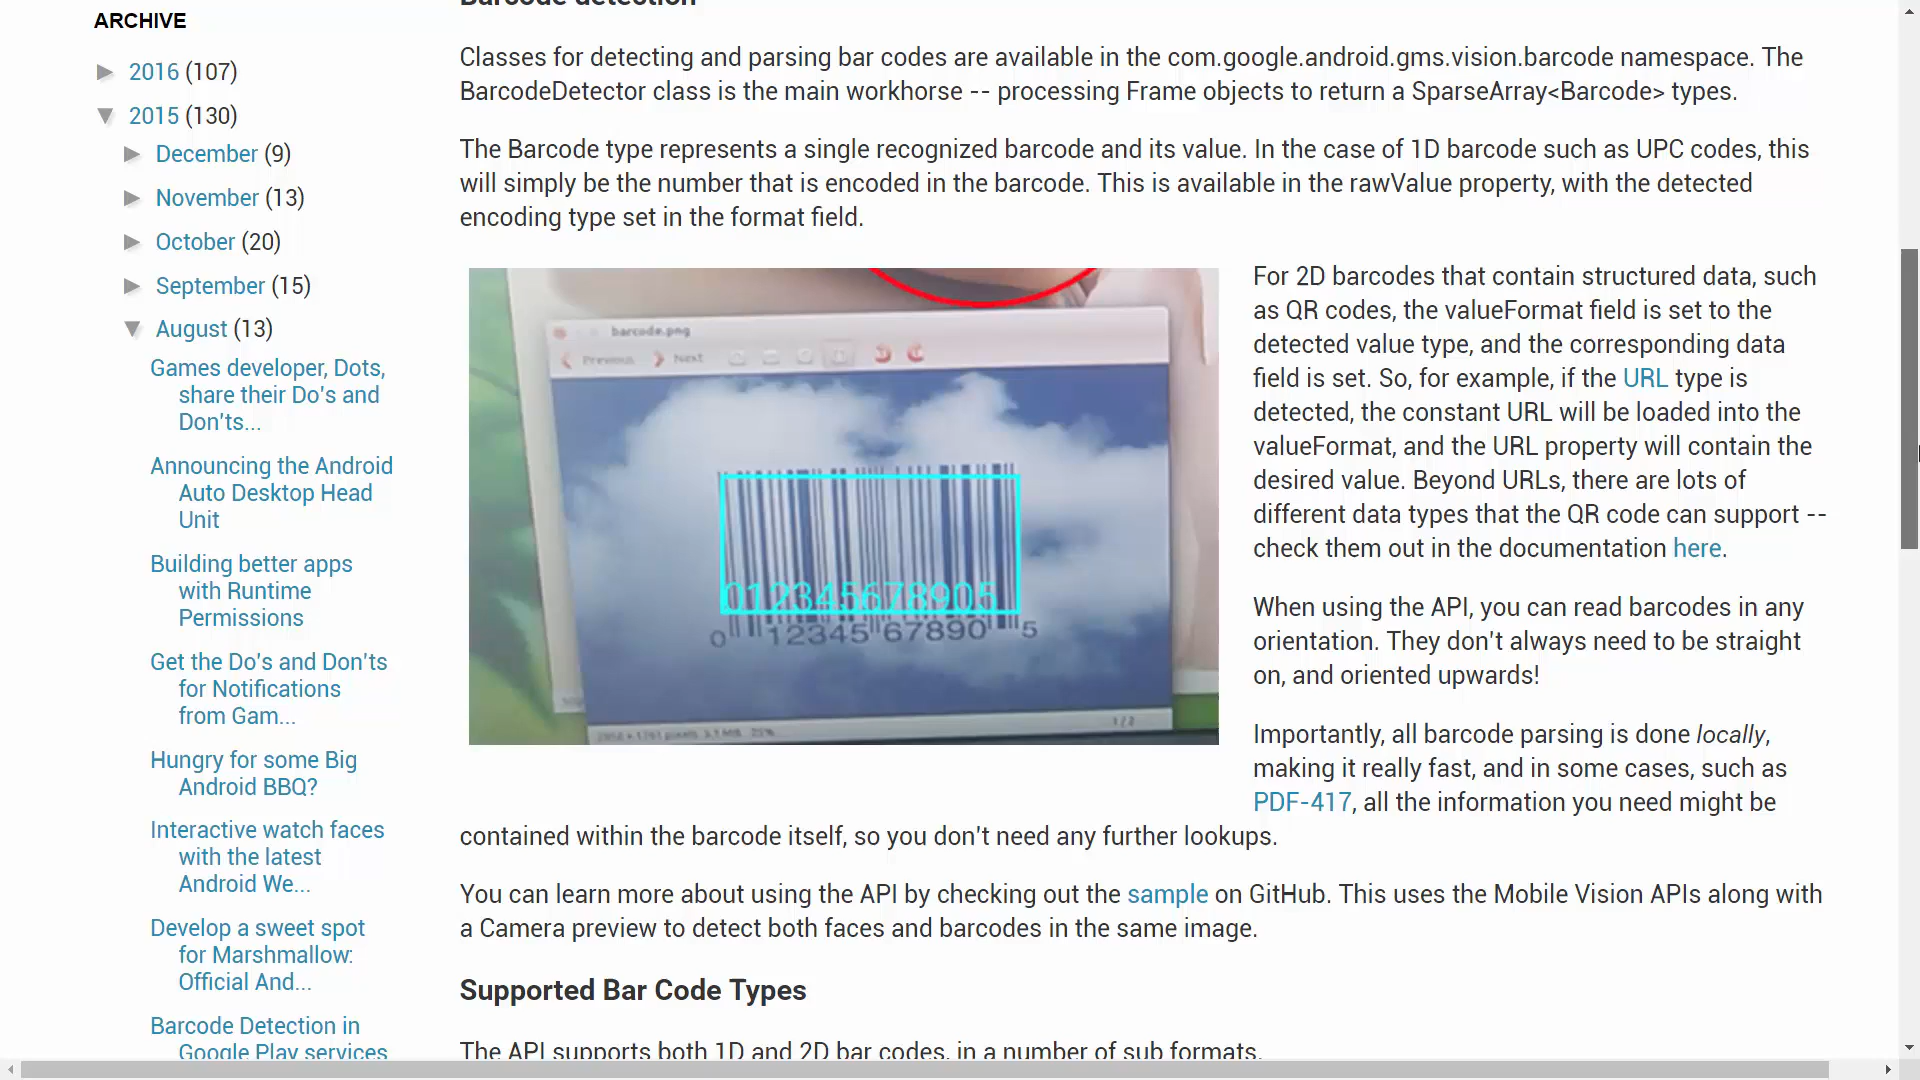 ARCHIVE
2016 (107)
2015 (130)
December (9)
November (13)
October (20)
September (15)
August (13)
Games developer, Dots,
share their Do's and
Don'ts...
Announcing the Android
Auto Desktop Head
Unit
Building better apps
with Runtime
Permissions
Get the Do's and Don'ts
for Notifications
from Gam...
Hungry for some Big
Android BBQ?
Interactive watch faces
with the latest
Android We...
Develop a sweet spot
for Marshmallow:
Official And...
Barcode Detection in
Google Play services
Barcode detection
Classes for detecting and parsing bar codes are available in the com.google.android.gms.vision.barcode namespace. The
BarcodeDetector class is the main workhorse -- processing Frame objects to return a SparseArray<Barcode> types.
The Barcode type represents a single recognized barcode and its value. In the case of 1D barcode such as UPC codes, this
will simply be the number that is encoded in the barcode. This is available in the rawValue property, with the detected
encoding type set in the format field.
barcode.png
Previous Next
012345678905
0 12345 67890 5
1 / 2
For 2D barcodes that contain structured data, such
as QR codes, the valueFormat field is set to the
detected value type, and the corresponding data
field is set. So, for example, if the URL type is
detected, the constant URL will be loaded into the
valueFormat, and the URL property will contain the
desired value. Beyond URLs, there are lots of
different data types that the QR code can support --
check them out in the documentation here.
When using the API, you can read barcodes in any
orientation. They don't always need to be straight
on, and oriented upwards!
Importantly, all barcode parsing is done locally,
making it really fast, and in some cases, such as
PDF-417, all the information you need might be
contained within the barcode itself, so you don't need any further lookups.
You can learn more about using the API by checking out the sample on GitHub. This uses the Mobile Vision APIs along with
a Camera preview to detect both faces and barcodes in the same image.
Supported Bar Code Types
The API supports both 1D and 2D bar codes, in a number of sub formats.